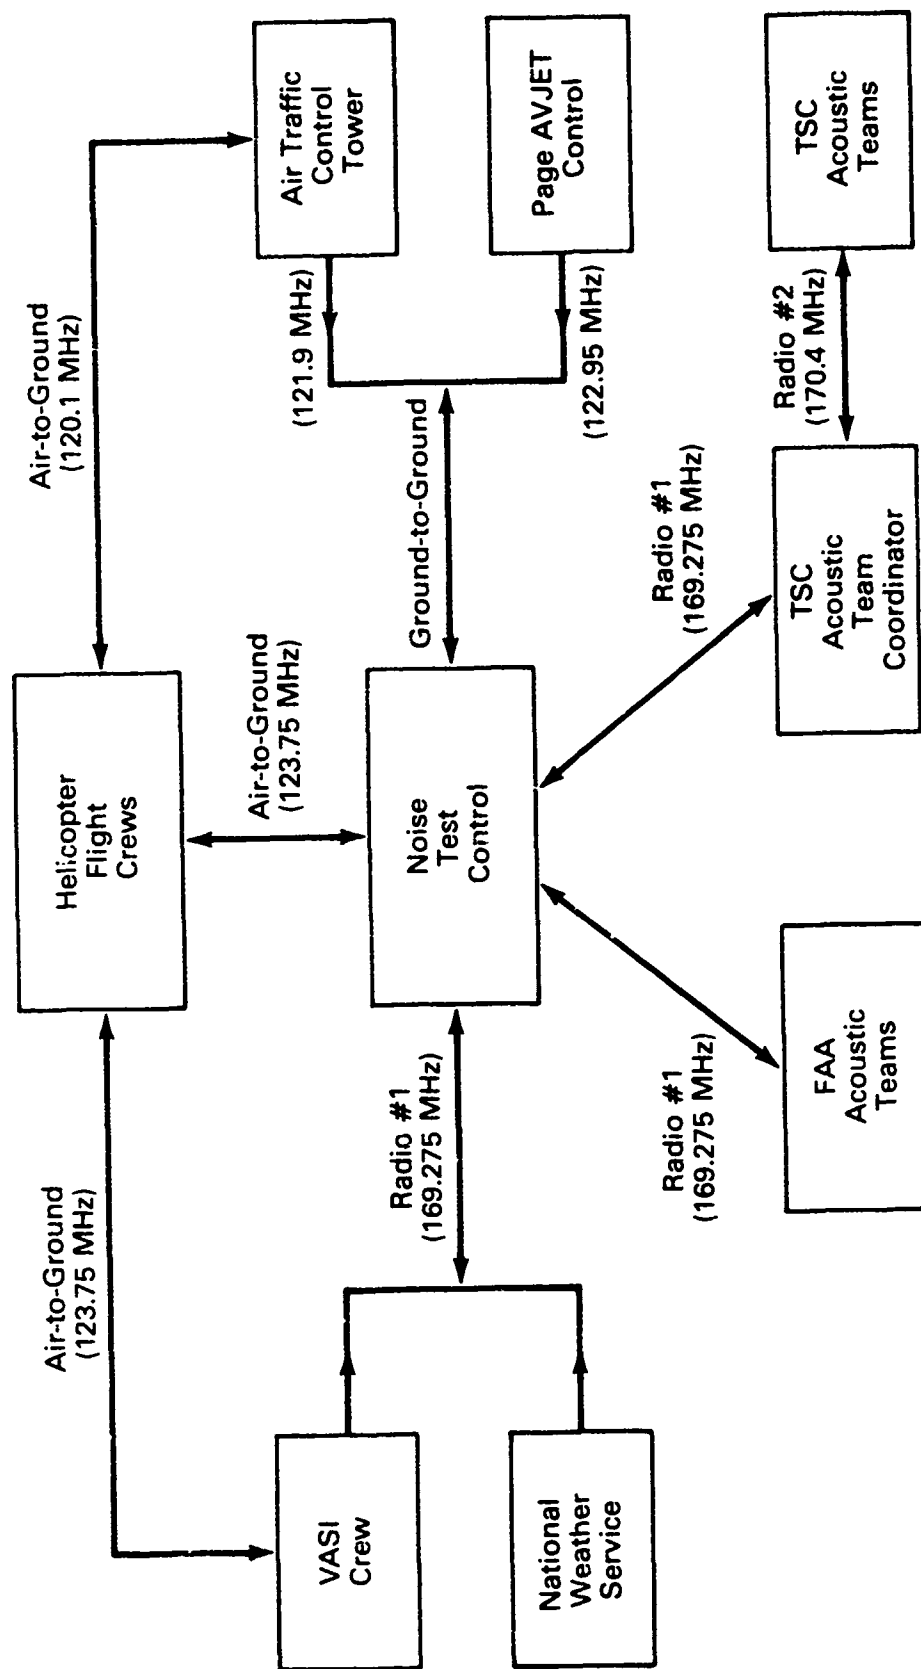 Air-to-Ground
(123.75 MHz)
Air-to-Ground
(120.1 MHz)
Helicopter
Flight
Crews
Air-to-Ground
(123.75 MHz)
VASI
Crew
National
Weather
Service
Radio #1
(169.275 MHz)
Noise
Test
Control
Ground-to-Ground
(121.9 MHz)
(122.95 MHz)
Air Traffic
Control
Tower
Page AVJET
Control
Radio #1
(169.275 MHz)
Radio #1
(169.275 MHz)
FAA
Acoustic
Teams
TSC
Acoustic
Team
Coordinator
Radio #2
(170.4 MHz)
TSC
Acoustic
Teams